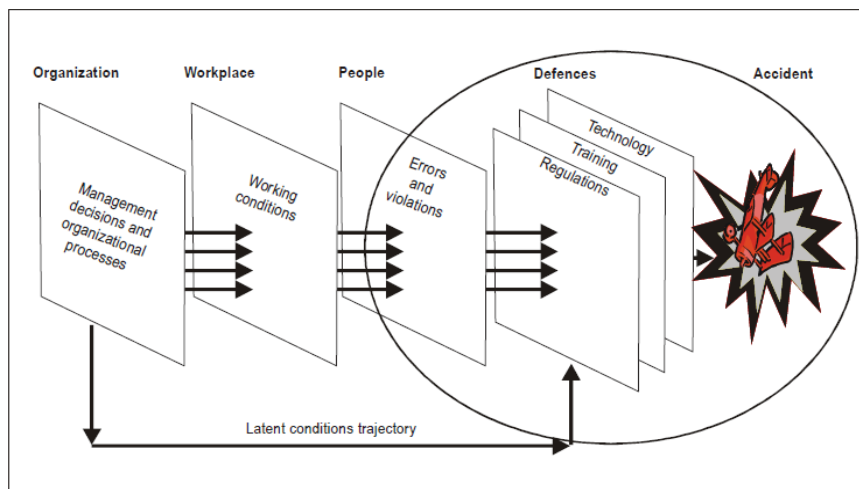 Organization
Workplace
People
Defences
Accident
Management
decisions and
organizational
processes
Working
conditions
Errors
and
violations
Technology
Training
Regulations
Latent conditions trajectory